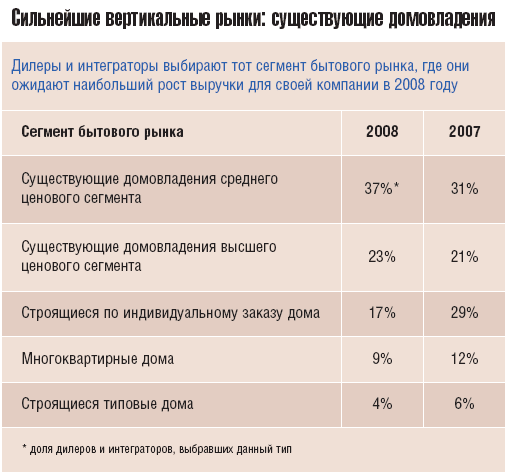 Сильнейшие вертикальные рынки: существующие домовладения
Дилеры и интеграторы выбирают тот сегмент бытового рынка, где они
ожидают наибольший рост выручки для своей компании в 2008 году
Сегмент бытового рынка 2008 2007
Существующие домовладения среднего
ценового сегмента 37%* 31%
Существующие домовладения высшего
ценового сегмента 23% 21%
Строящиеся по индивидуальному заказу дома 17% 29%
Многоквартирные дома 9% 12%
Строящиеся типовые дома 4% 6%
* доля дилеров и интеграторов, выбравших данный тип